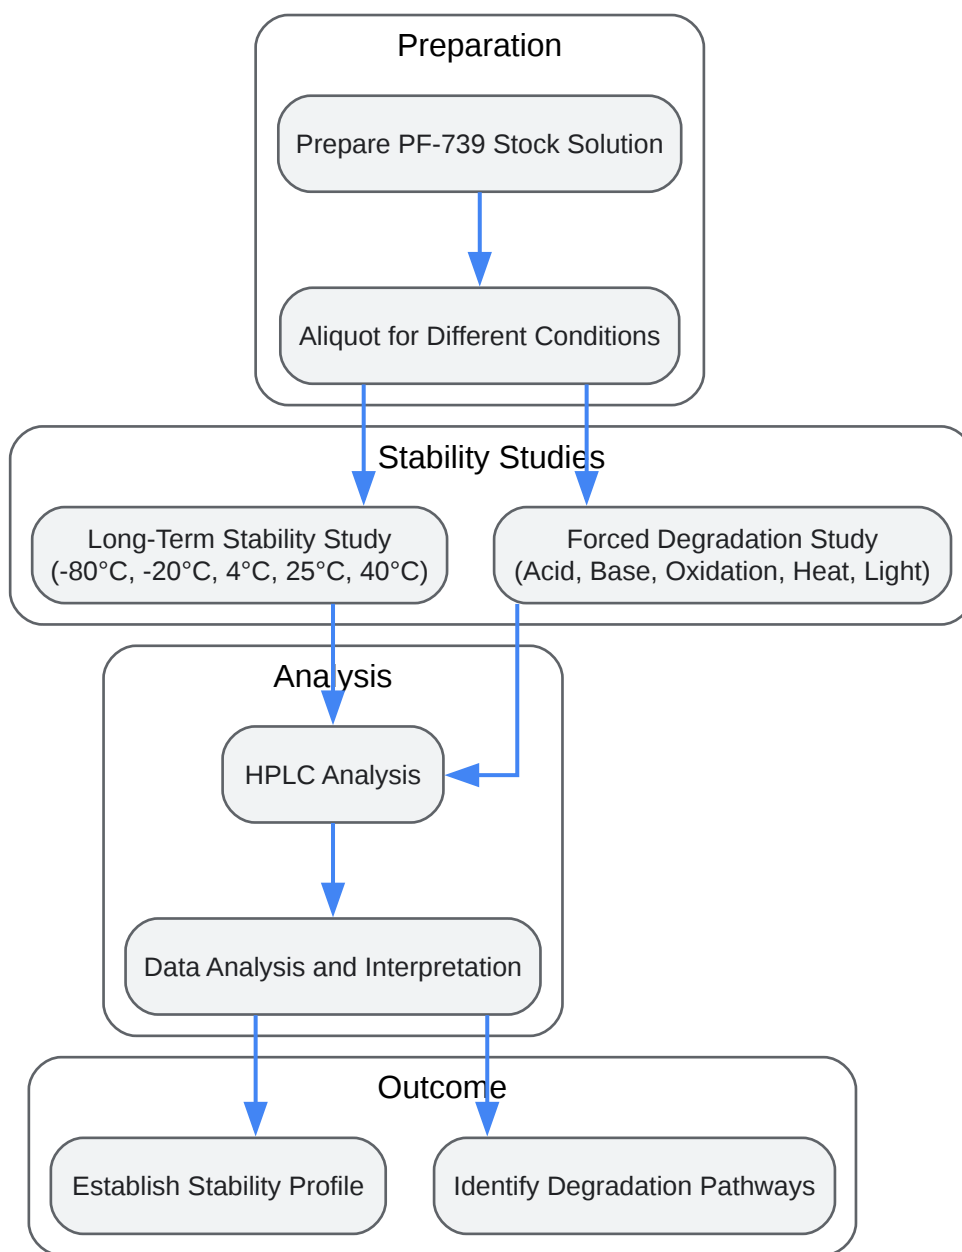 Preparation
Prepare PF-739 Stock Solution
Aliquot for Different Conditions
Stability Studies
Long-Term Stability Study
(-80°C, -20°C, 4°C, 25°C, 40°C)
Forced Degradation Study
(Acid, Base, Oxidation, Heat, Light)
Analysis
HPLC Analysis
Data Analysis and Interpretation
Outcome
Establish Stability Profile
Identify Degradation Pathways